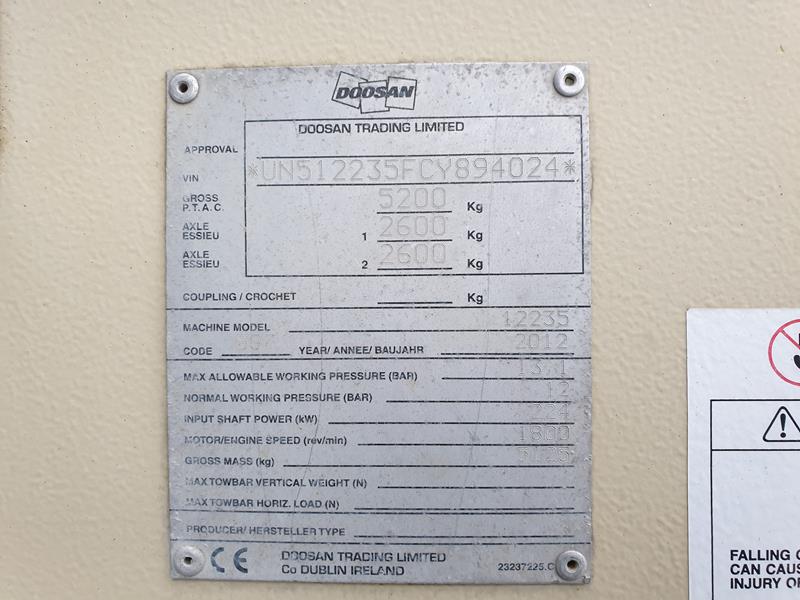 DOOSAN
DOOSAN TRADING LIMITED
APPROVAL
VIN *UN512235FCY894024*
GROSS P.T.A.C. 5200 Kg
AXLE ESSIEU 1 2600 Kg
AXLE ESSIEU 2 2600 Kg
COUPLING / CROCHET Kg
MACHINE MODEL 12235
CODE YEAR/ ANNEE/ BAUJAHR 2012
MAX ALLOWABLE WORKING PRESSURE (BAR) 13.1
NORMAL WORKING PRESSURE (BAR) 12
INPUT SHAFT POWER (kW) 224
MOTOR/ENGINE SPEED (rev/min) 1800
GROSS MASS (kg)
MAX TOWBAR VERTICAL WEIGHT (N)
MAX TOWBAR HORIZ. LOAD (N)
PRODUCER/ HERSTELLER TYPE
CE DOOSAN TRADING LIMITED
Co DUBLIN IRELAND
23237225.C
FALLING
CAN
INJURY